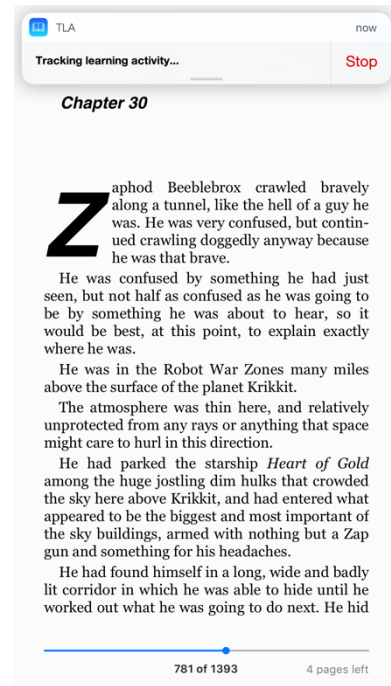 TLA
now
Tracking learning activity...
Stop
Chapter 30
Zaphod Beeblebrox crawled bravely
along a tunnel, like the hell of a guy he
was. He was very confused, but contin-
ued crawling doggedly anyway because
he was that brave.
He was confused by something he had just
seen, but not half as confused as he was going to
be by something he was about to hear, so it
would be best, at this point, to explain exactly
where he was.
He was in the Robot War Zones many miles
above the surface of the planet Krikkit.
The atmosphere was thin here, and relatively
unprotected from any rays or anything that space
might care to hurl in this direction.
He had parked the starship Heart of Gold
among the huge jostling dim hulks that crowded
the sky here above Krikkit, and had entered what
appeared to be the biggest and most important of
the sky buildings, armed with nothing but a Zap
gun and something for his headaches.
He had found himself in a long, wide and badly
lit corridor in which he was able to hide until he
worked out what he was going to do next. He hid
781 of 1393
4 pages left